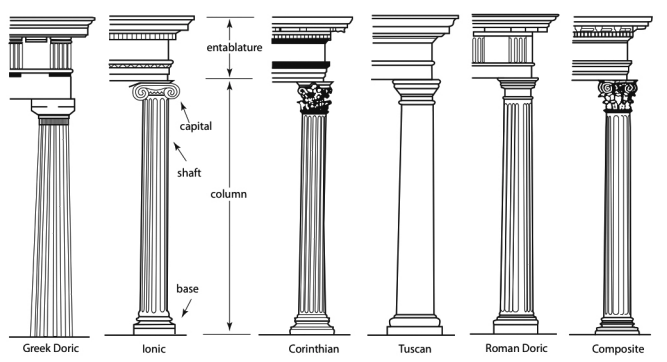 entablature
capital
shaft
column
base
Greek Doric
Ionic
Corinthian
Tuscan
Roman Doric
Composite